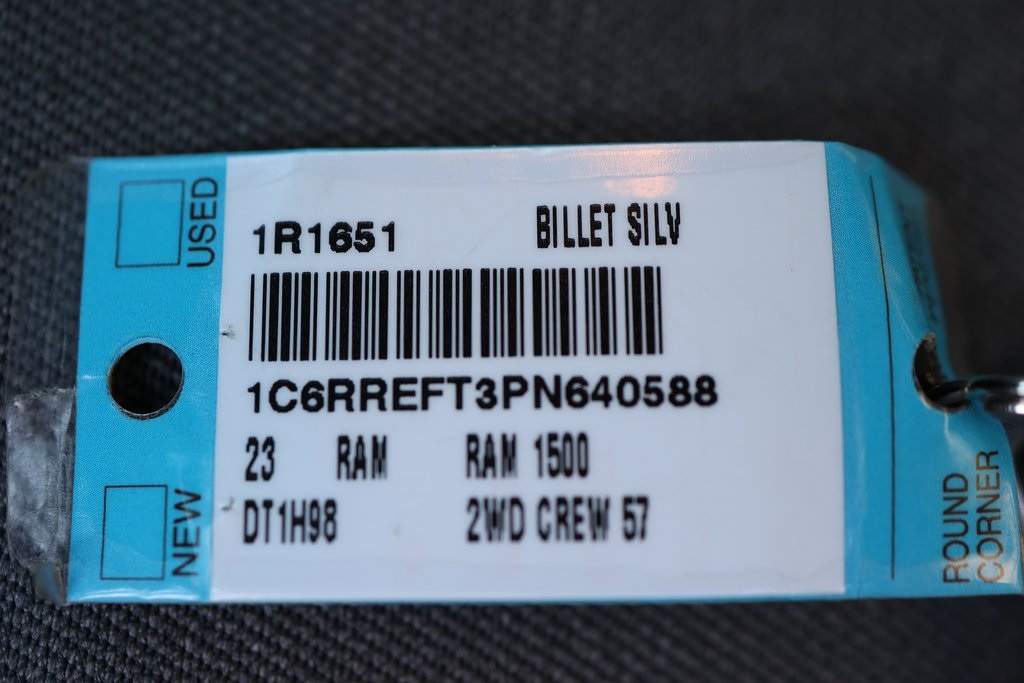 USED
NEW
1R1651 BILLET SILV
1C6RREFT3PN640588
23 RAM RAM 1500
DT1H98 2WD CREW 57
ROUND
CORNER